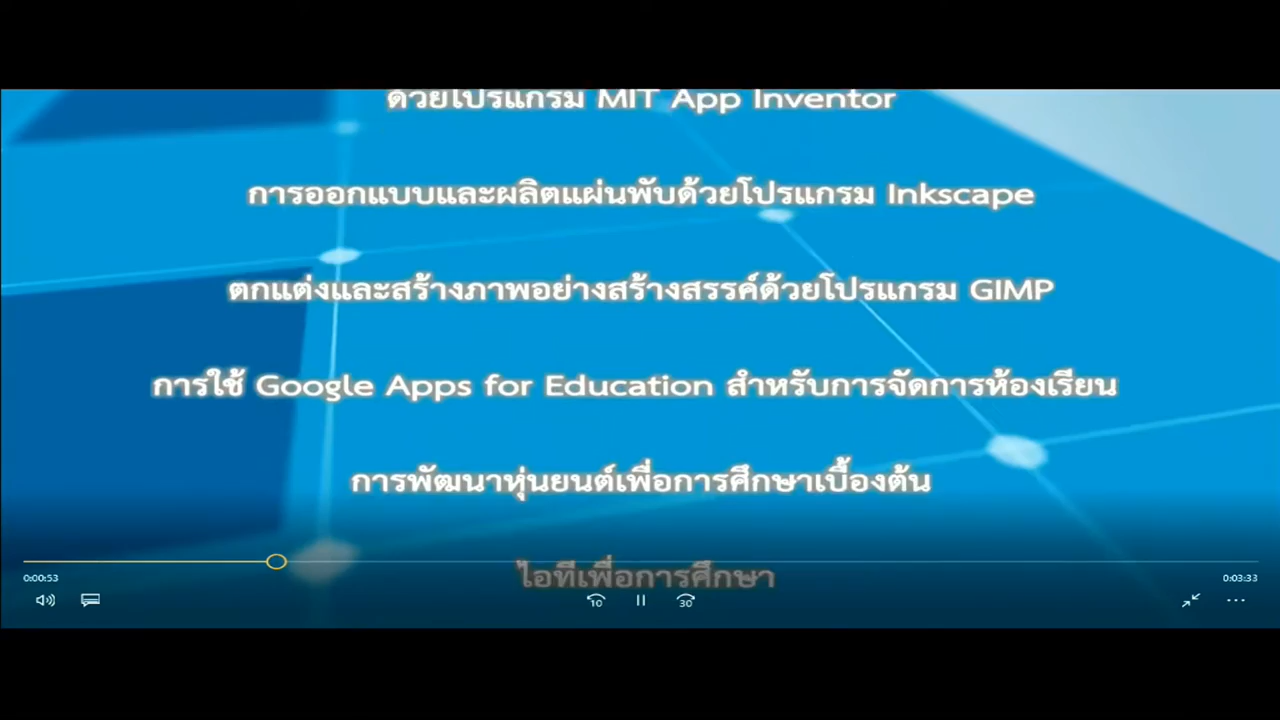 ด้วยโปรแกรม MIT App Inventor
การออกแบบและผลิตแผ่นพับด้วยโปรแกรม Inkscape
ตกแต่งและสร้างภาพอย่างสร้างสรรค์ด้วยโปรแกรม GIMP
การใช้ Google Apps for Education สำหรับการจัดการห้องเรียน
การพัฒนาหุ่นยนต์เพื่อการศึกษาเบื้องต้น
ไอทีเพื่อการศึกษา
0:00:53
0:03:33
10
30